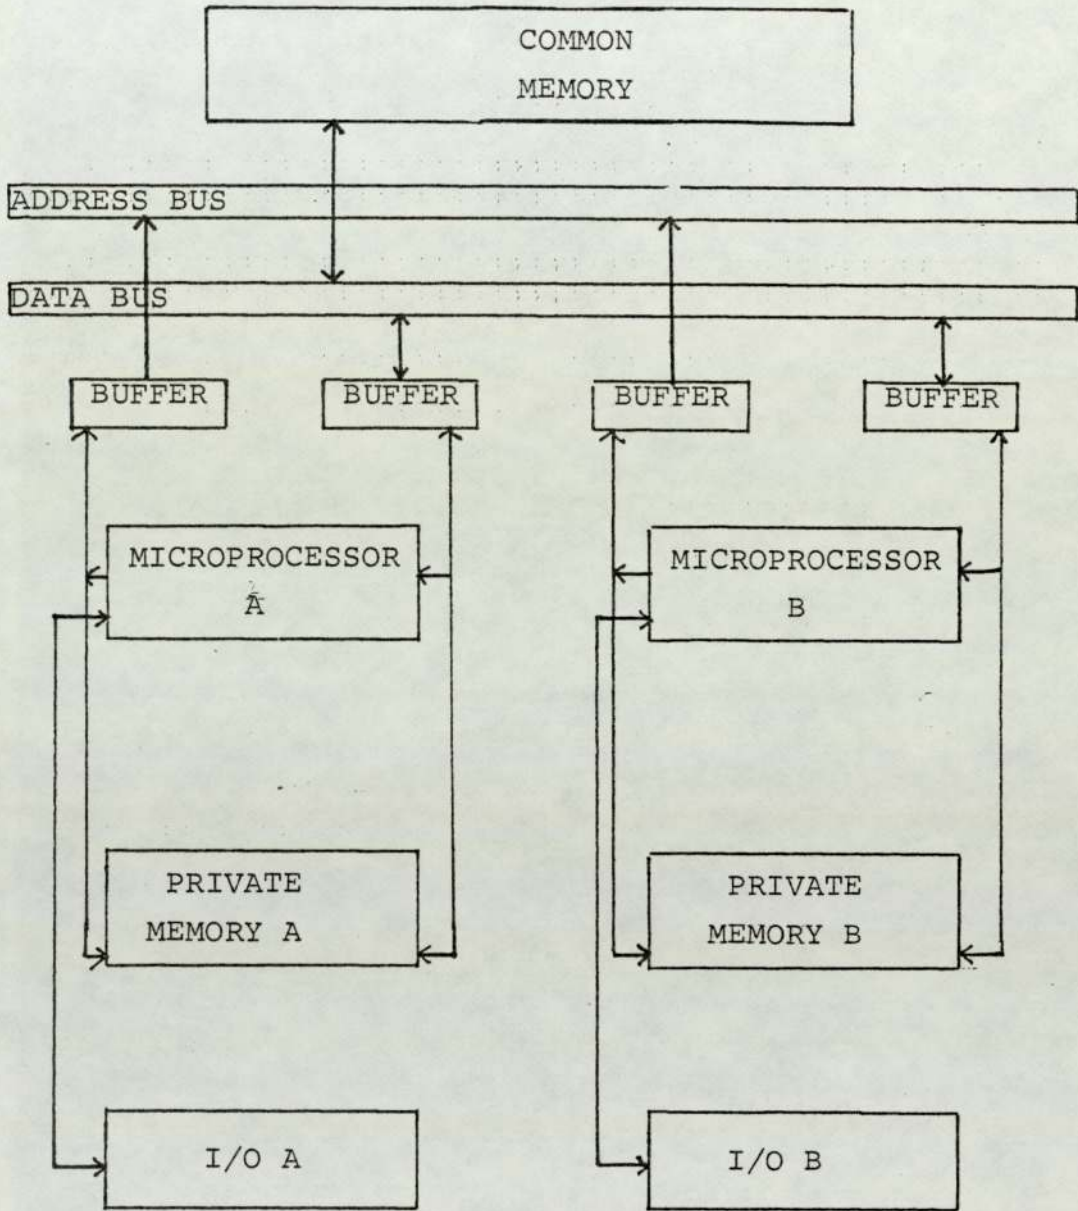 COMMON
MEMORY
ADDRESS BUS
DATA BUS
BUFFER
BUFFER
BUFFER
BUFFER
MICROPROCESSOR
A
MICROPROCESSOR
B
PRIVATE
MEMORY A
PRIVATE
MEMORY B
I/O A
I/O B